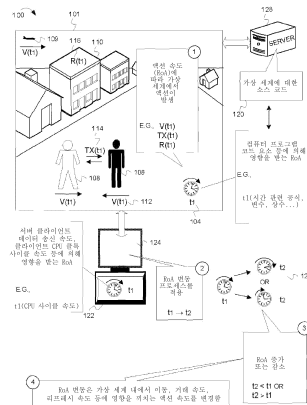 100
101
109
116
110
128
R(t1)
V(t1)
SERVER
1
액션 속도
(RoA)에
따라 가상
세계에서
액션이
발생
E.G.,
V(t1)
TX(t1)
R(t1)
가상 세계에 대한
소스 코드
120
114
TX(t1)
컴퓨터 프로그램
코드 요소 등에 의해
영향을 받는 RoA
E.G.,
t1(시간 관련 공식,
변수, 상수...)
108
108
V(t1)
V(t1)
112
t1
104
서버 클라이언트
데이터 송신 속도,
클라이언트 CPU 클록
사이클 속도 등에 의해
영향을 받는 RoA
E.G.,
t1(CPU 사이클 속도)
124
t1
122
2
RoA 변동
프로세스를
적용
t1 → t2
t1
t2
OR
t2
3
RoA 증가
또는 감소
t2 < t1 OR
t2 > t1
4
RoA 변동은 가상 세계 내에서 이동, 거래 속도,
리프레시 속도 등에 영향을 끼치는 액션 속도를 변경함